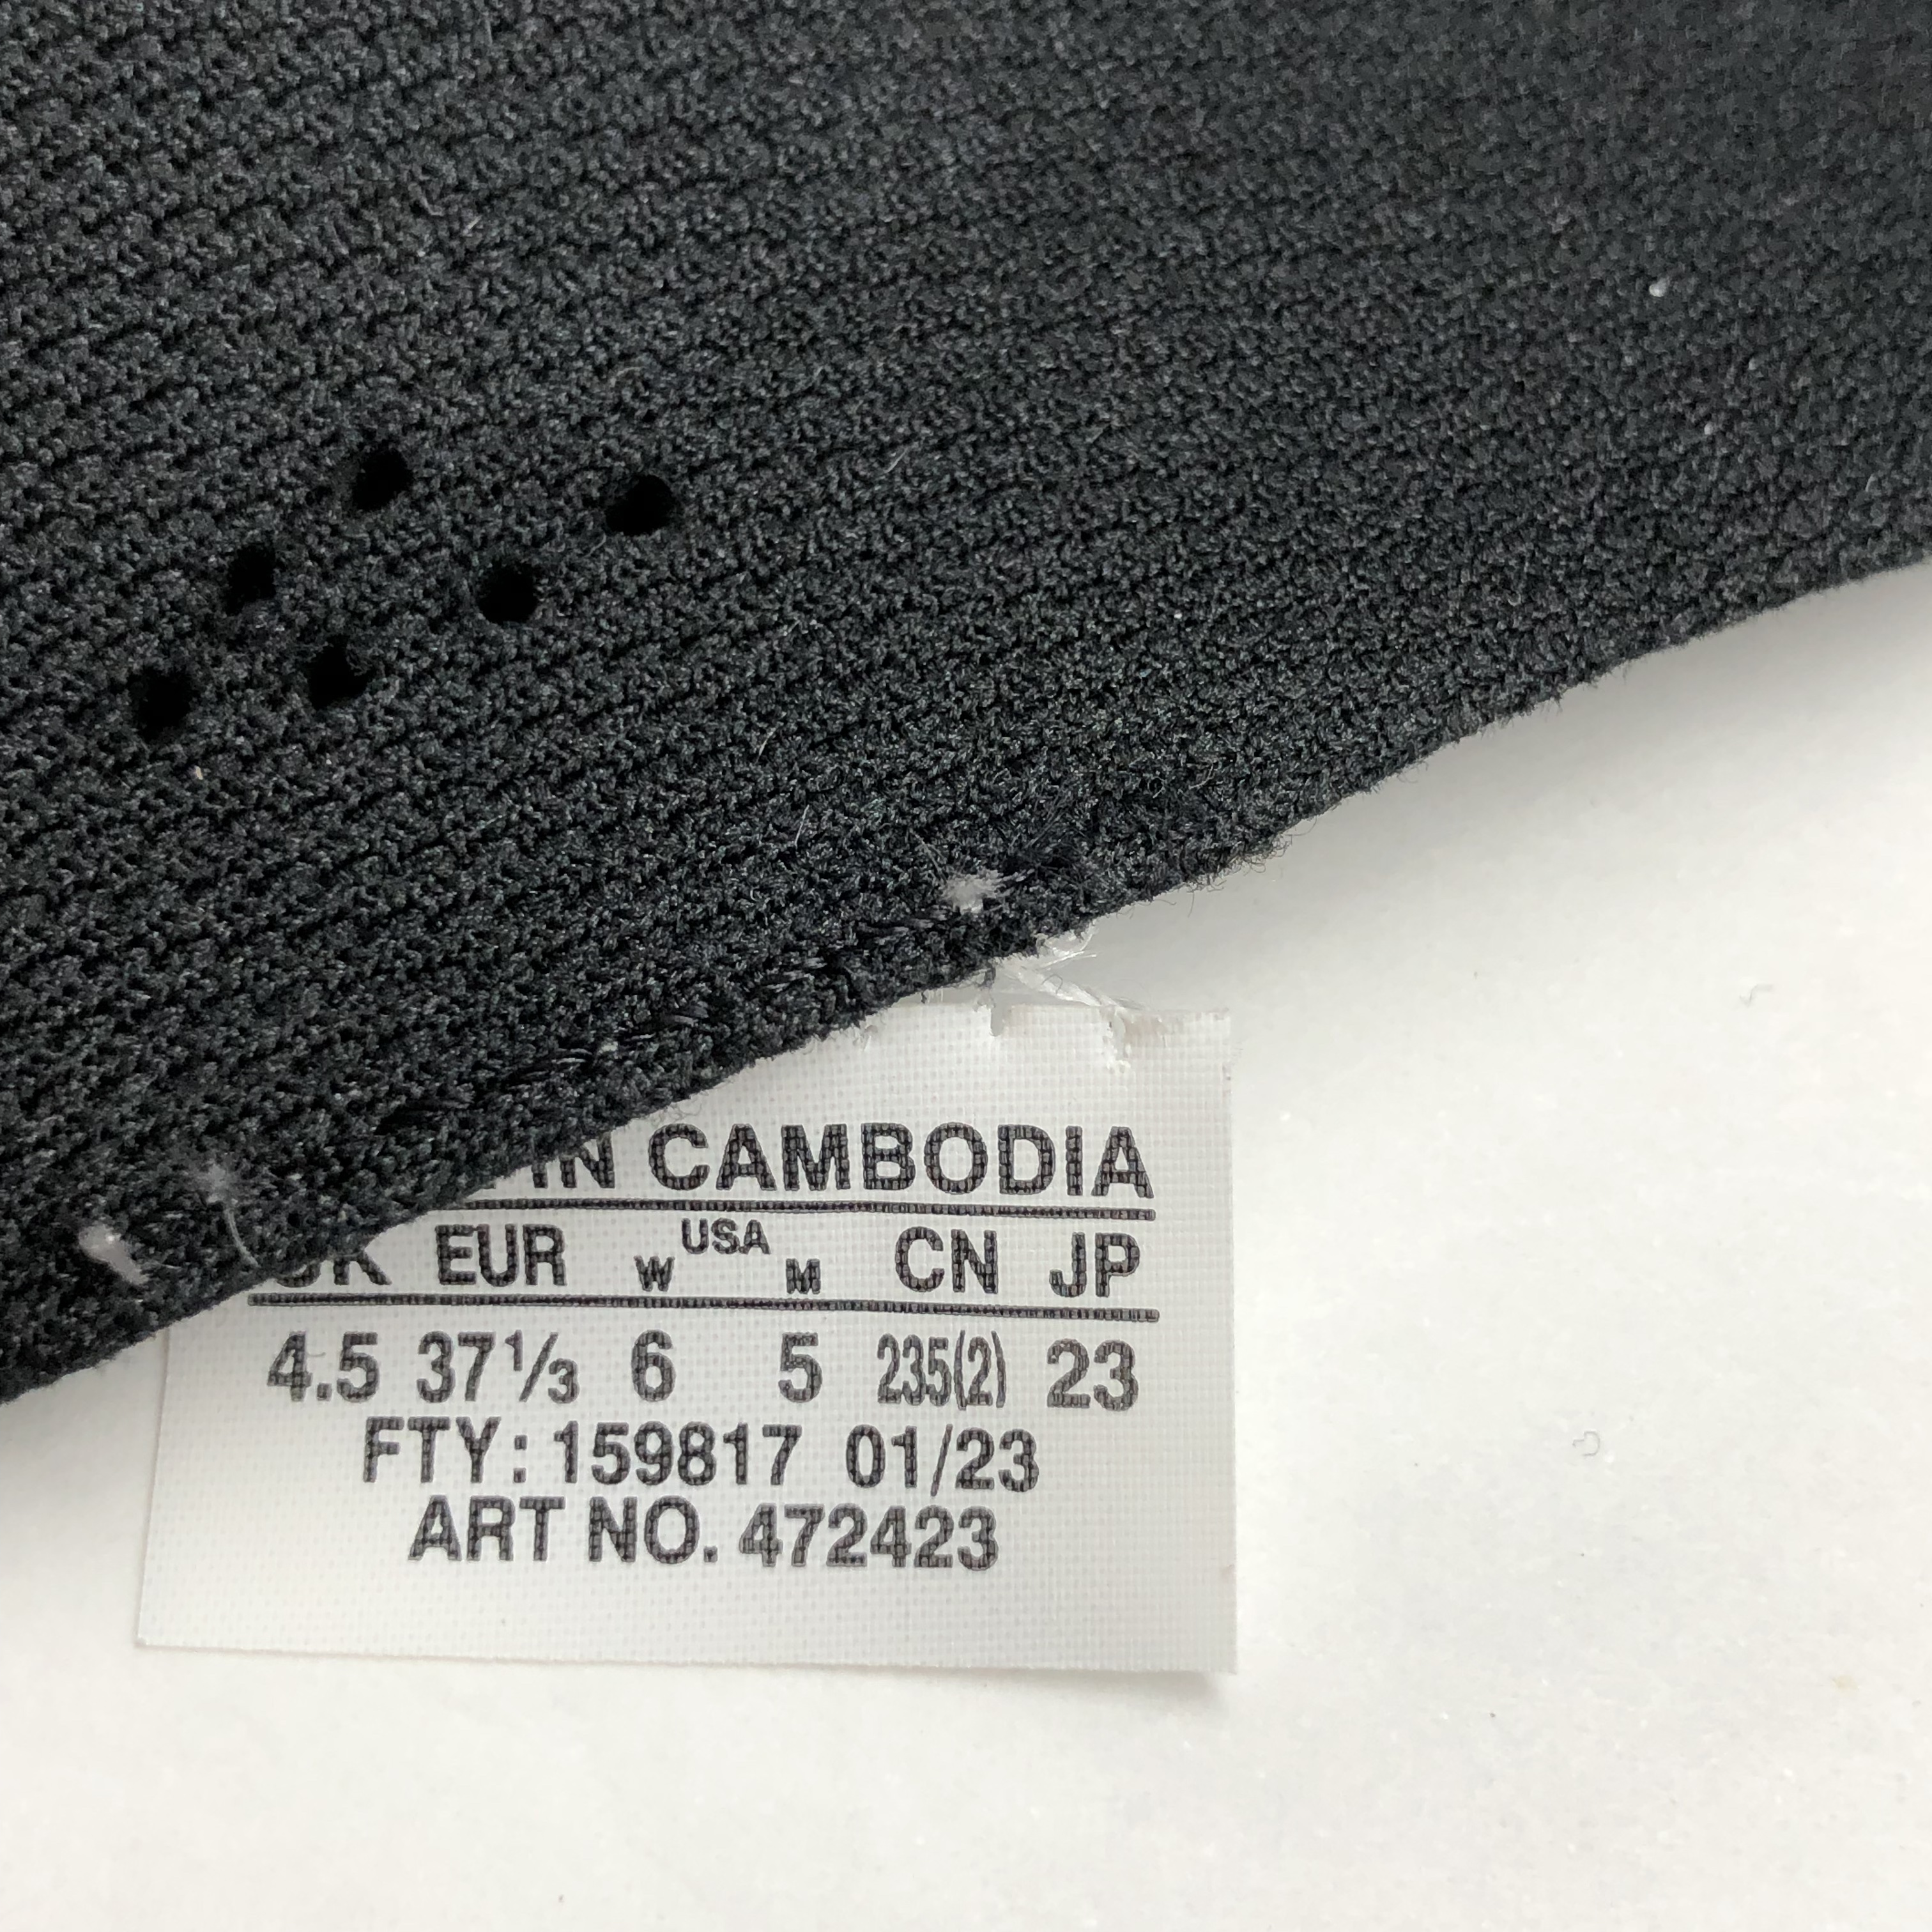 IN CAMBODIA
UK EUR W USA M CN JP
4.5 37⅓ 6 5 235(2) 23
FTY: 159817 01/23
ART NO. 472423